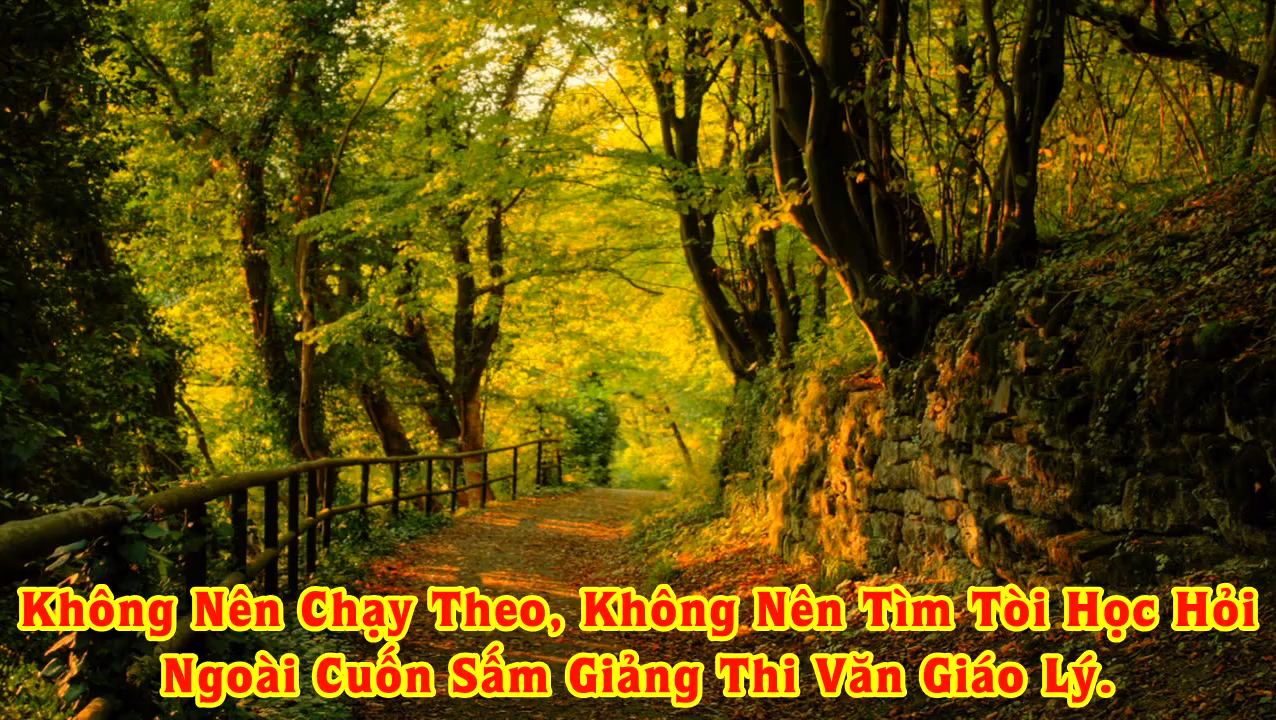 Không Nên Chạy Theo, Không Nên Tìm Tòi Học Hỏi
Ngoài Cuốn Sấm Giảng Thi Văn Giáo Lý.